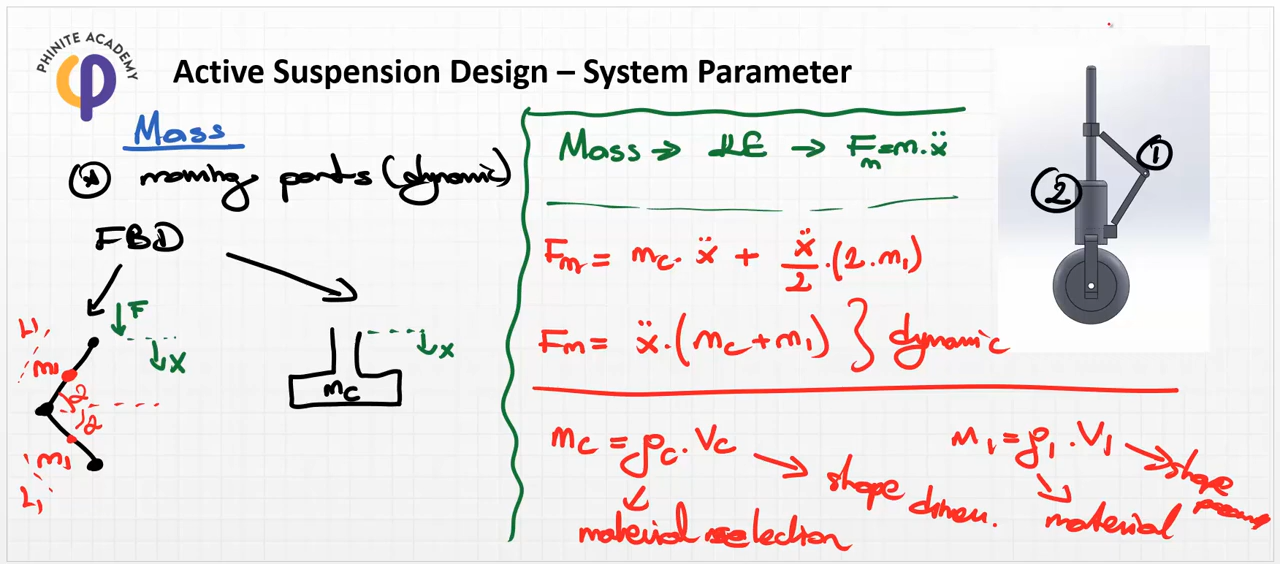 PHINITE ACADEMY
Active Suspension Design – System Parameter
Mass
* moving parts (dynamic)
FBD
F
x
L1
m1
α
α
m1
L1
x
mc
Mass → KE → Fm = m·ẍ
Fm = mc·ẍ + ẍ/2·(2·m1)
Fm = ẍ·(mc+m1) } dynamic
mc = ρc·Vc → shape dimen.
material selection
m1 = ρ1·V1 → shape
material
1
2